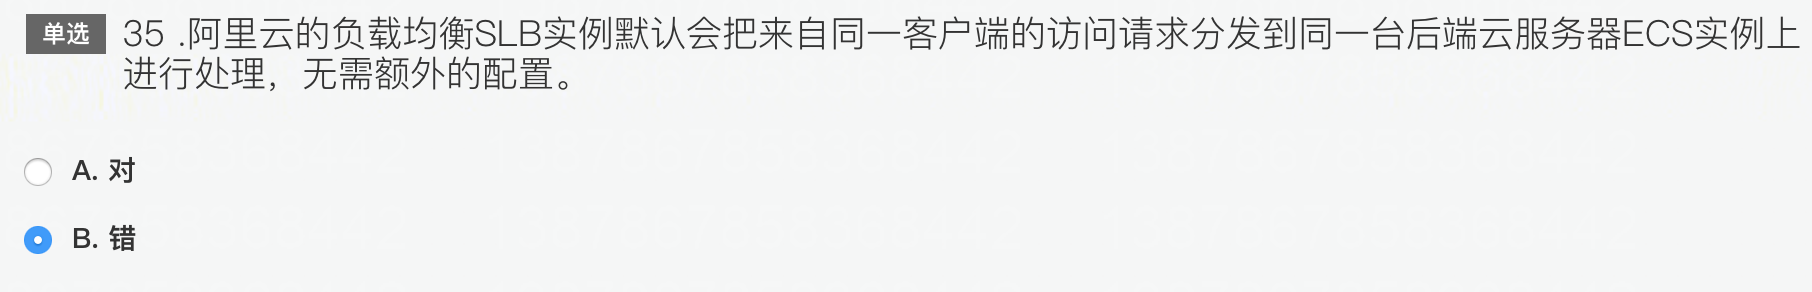 单选 35 .阿里云的负载均衡SLB实例默认会把来自同一客户端的访问请求分发到同一台后端云服务器ECS实例上
进行处理，无需额外的配置。
A. 对
B. 错